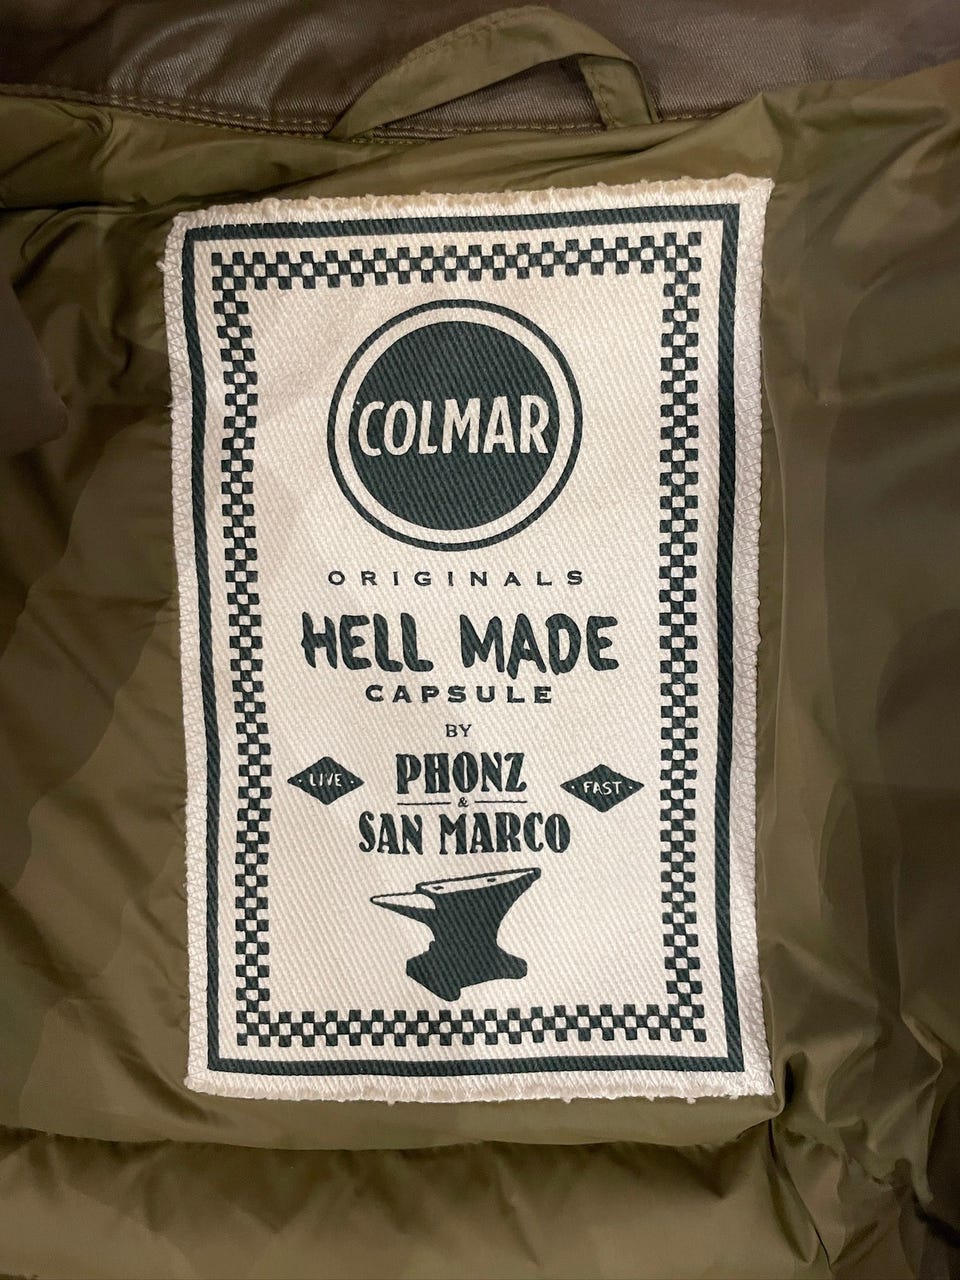 COLMAR
ORIGINALS
HELL MADE
CAPSULE
BY
LIVE
PHONZ
FAST
&
SAN MARCO